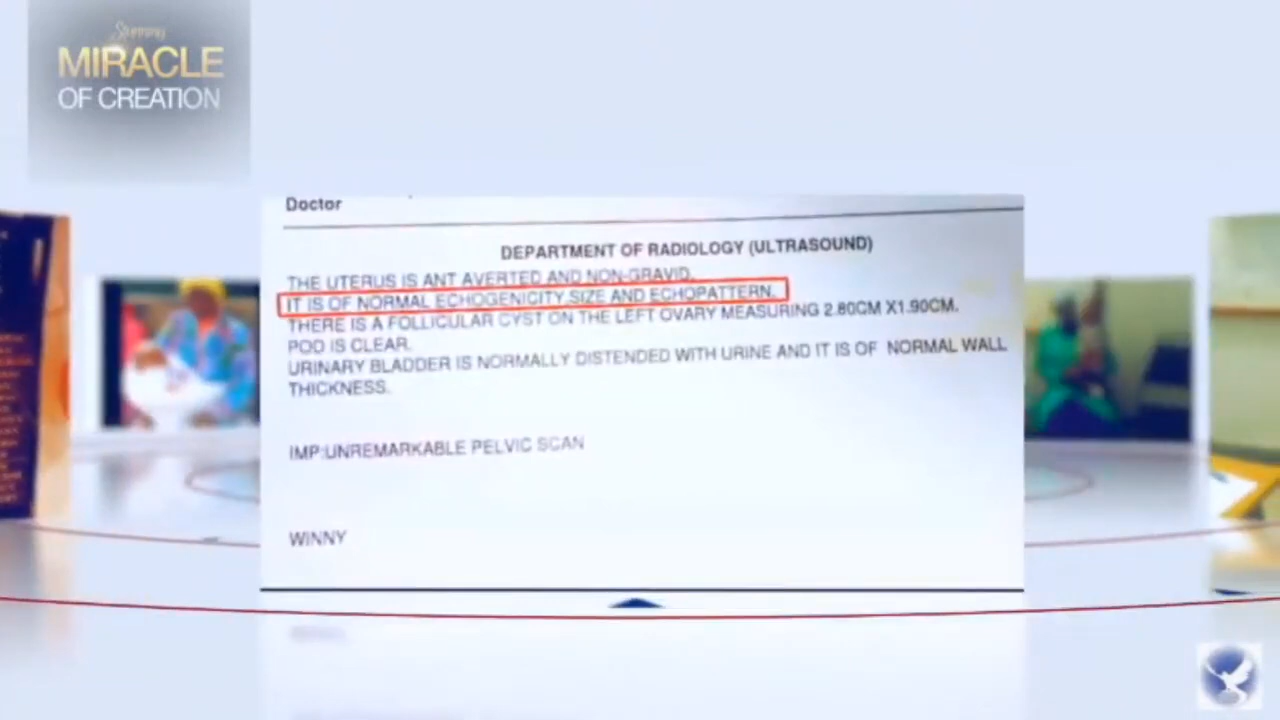 Stunning
MIRACLE
OF CREATION
Doctor
DEPARTMENT OF RADIOLOGY (ULTRASOUND)
THE UTERUS IS ANT AVERTED AND NON-GRAVID.
IT IS OF NORMAL ECHOGENICITY SIZE AND ECHOPATTERN.
THERE IS A FOLLICULAR CYST ON THE LEFT OVARY MEASURING 2.80CM X1.90CM.
POD IS CLEAR.
URINARY BLADDER IS NORMALLY DISTENDED WITH URINE AND IT IS OF NORMAL WALL
THICKNESS.
IMP:UNREMARKABLE PELVIC SCAN
WINNY